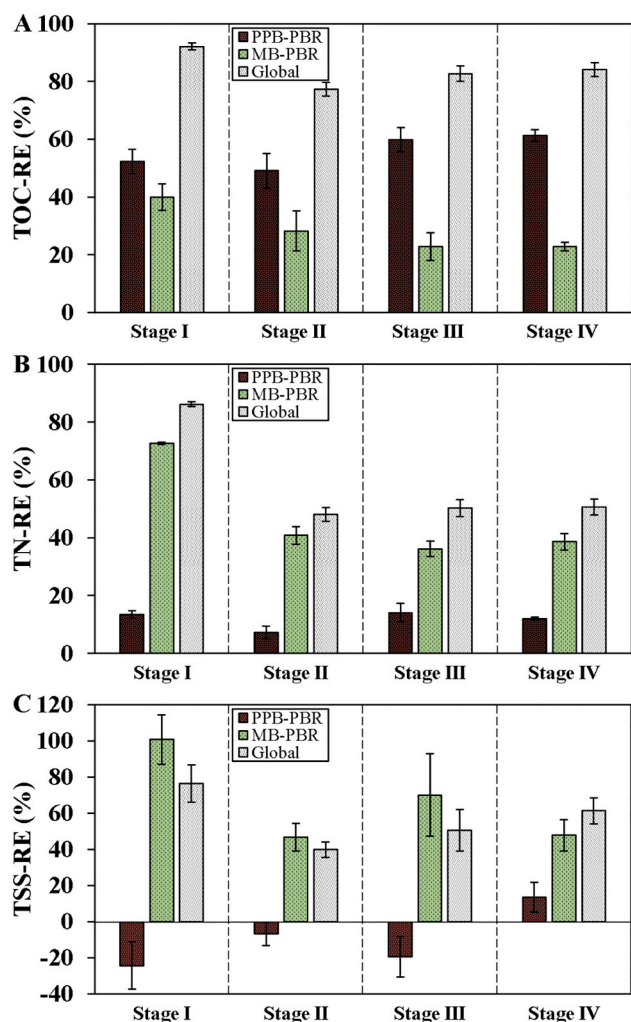 A
TOC-RE (%)
100
80
60
40
20
0
PPB-PBR
MB-PBR
Global
Stage I
Stage II
Stage III
Stage IV
B
TN-RE (%)
100
80
60
40
20
0
PPB-PBR
MB-PBR
Global
Stage I
Stage II
Stage III
Stage IV
C
TSS-RE (%)
120
100
80
60
40
20
0
-20
-40
PPB-PBR
MB-PBR
Global
Stage I
Stage II
Stage III
Stage IV